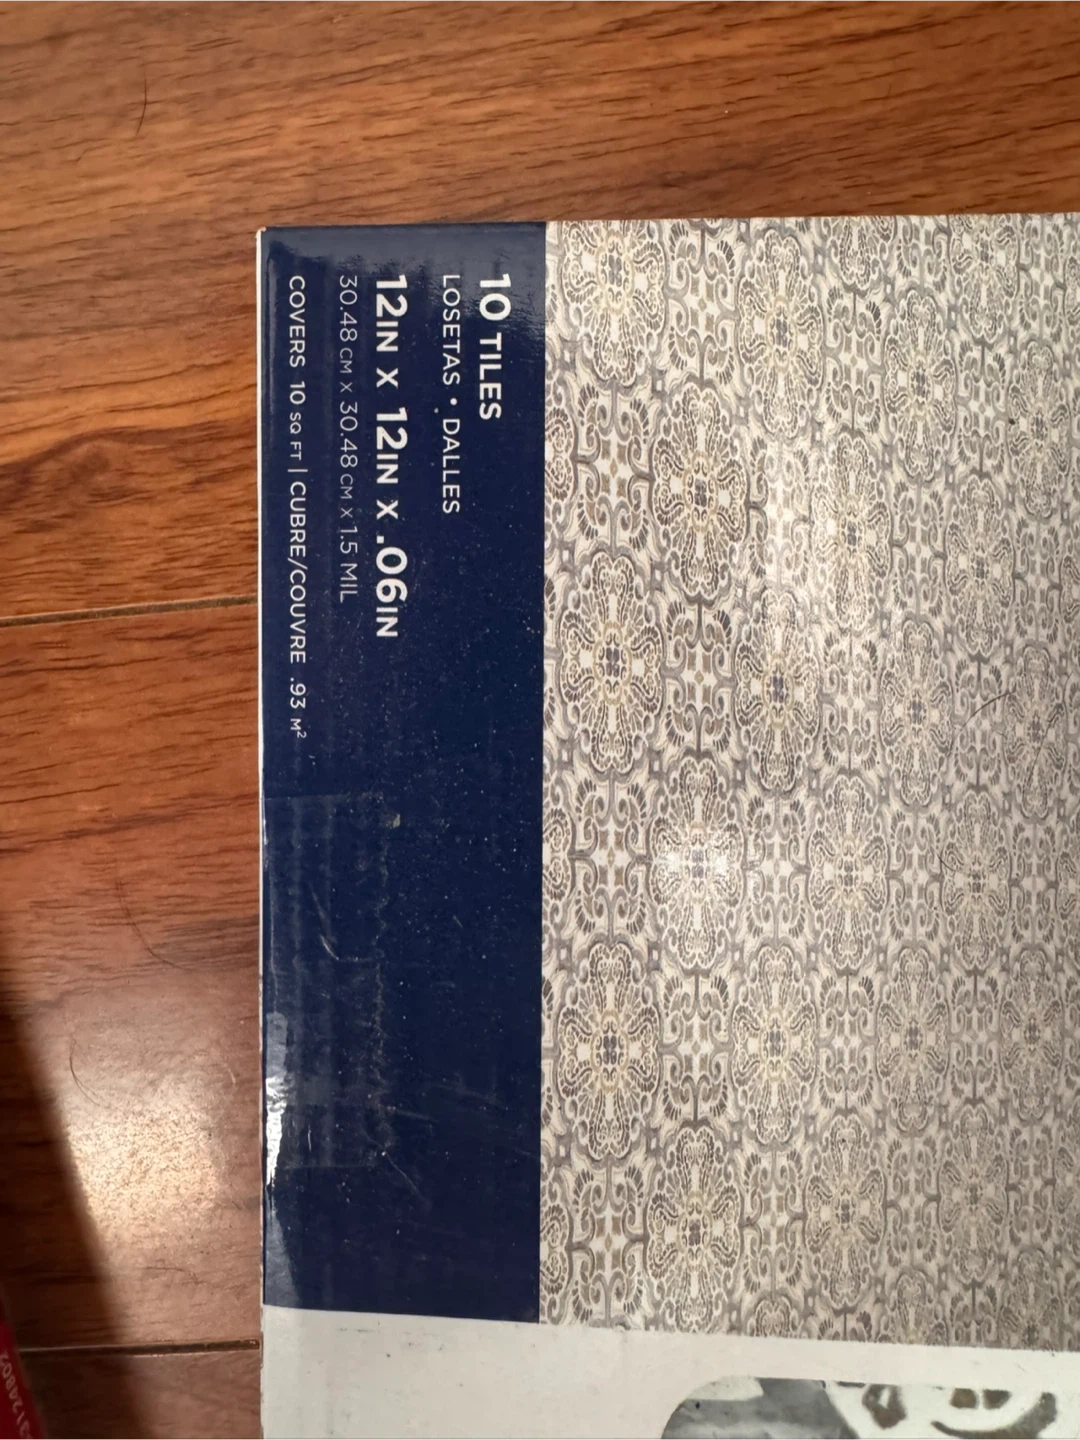 10 TILES
LOSETAS • DALLES
12IN X 12IN X .06IN
30.48 CM X 30.48 CM X 1.5 MIL
COVERS 10 SQ FT | CUBRE/COUVRE .93 M²
3124802